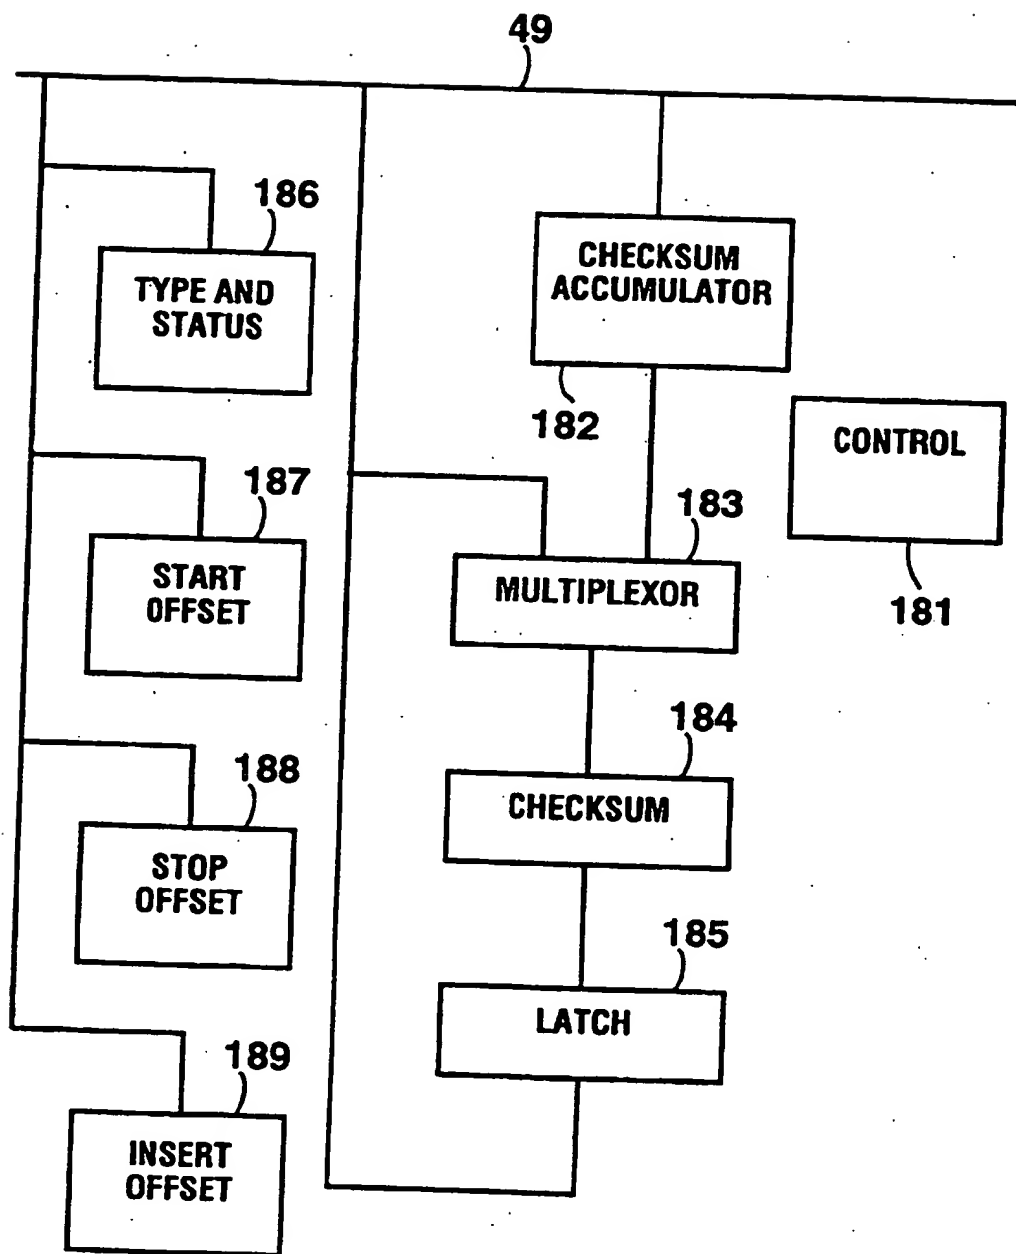 49
186
TYPE AND
STATUS
CHECKSUM
ACCUMULATOR
182
CONTROL
181
187
START
OFFSET
183
MULTIPLEXOR
184
CHECKSUM
188
STOP
OFFSET
185
LATCH
189
INSERT
OFFSET